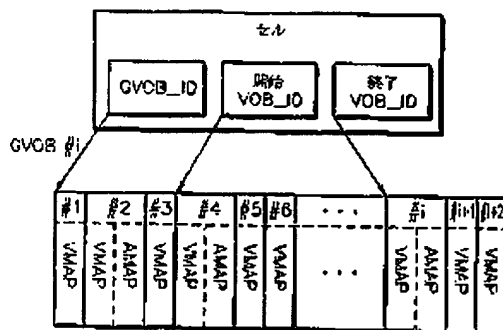 セル
GVOB_ID
開始
VOB_ID
終了
VOB_ID
GVOB #i
#1 #2 #3 #4 #5 #6 ··· #i #i+1 #i+2
VMAP VMAP AMAP VMAP VMAP AMAP VMAP VMAP ··· VMAP AMAP VMAP VMAP